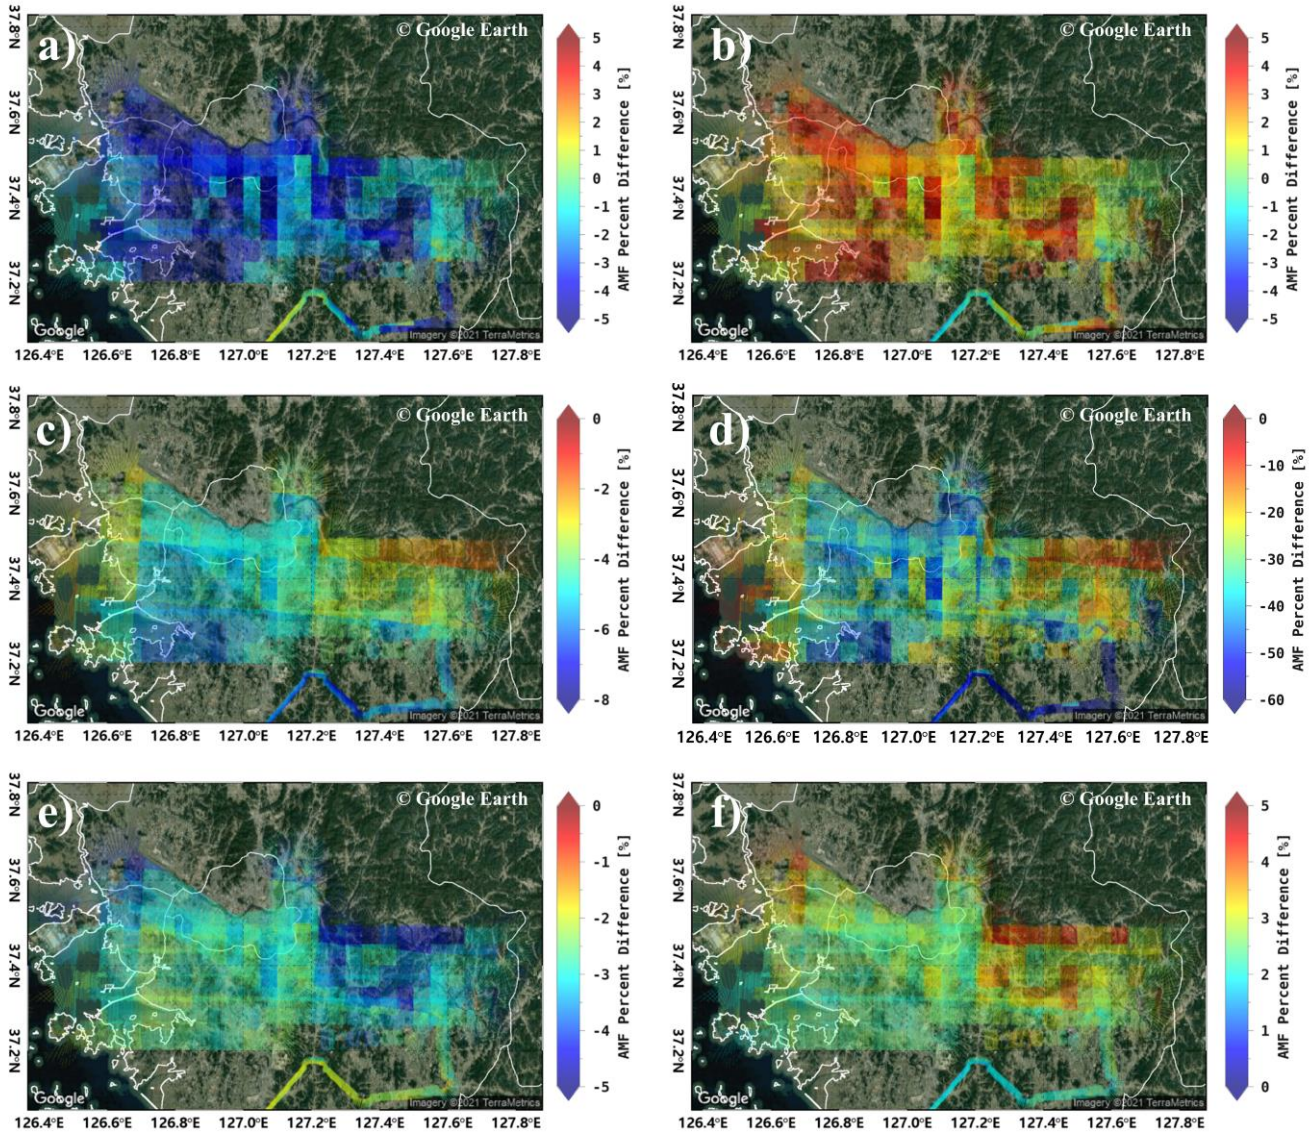 a)
© Google Earth
37.8°N
37.6°N
37.4°N
37.2°N
Google
Imagery ©2021 TerraMetrics
126.4°E 126.6°E 126.8°E 127.0°E 127.2°E 127.4°E 127.6°E 127.8°E
5
4
3
2
1
0
-1
-2
-3
-4
-5
AMF Percent Difference [%]
b)
© Google Earth
37.8°N
37.6°N
37.4°N
37.2°N
Google
Imagery ©2021 TerraMetrics
126.4°E 126.6°E 126.8°E 127.0°E 127.2°E 127.4°E 127.6°E 127.8°E
5
4
3
2
1
0
-1
-2
-3
-4
-5
AMF Percent Difference [%]
c)
© Google Earth
37.8°N
37.6°N
37.4°N
37.2°N
Google
Imagery ©2021 TerraMetrics
126.4°E 126.6°E 126.8°E 127.0°E 127.2°E 127.4°E 127.6°E 127.8°E
0
-2
-4
-6
-8
AMF Percent Difference [%]
d)
© Google Earth
37.8°N
37.6°N
37.4°N
37.2°N
Google
Imagery ©2021 TerraMetrics
126.4°E 126.6°E 126.8°E 127.0°E 127.2°E 127.4°E 127.6°E 127.8°E
0
-10
-20
-30
-40
-50
-60
AMF Percent Difference [%]
e)
© Google Earth
37.8°N
37.6°N
37.4°N
37.2°N
Google
Imagery ©2021 TerraMetrics
126.4°E 126.6°E 126.8°E 127.0°E 127.2°E 127.4°E 127.6°E 127.8°E
0
-1
-2
-3
-4
-5
AMF Percent Difference [%]
f)
© Google Earth
37.8°N
37.6°N
37.4°N
37.2°N
Google
Imagery ©2021 TerraMetrics
126.4°E 126.6°E 126.8°E 127.0°E 127.2°E 127.4°E 127.6°E 127.8°E
5
4
3
2
1
0
AMF Percent Difference [%]